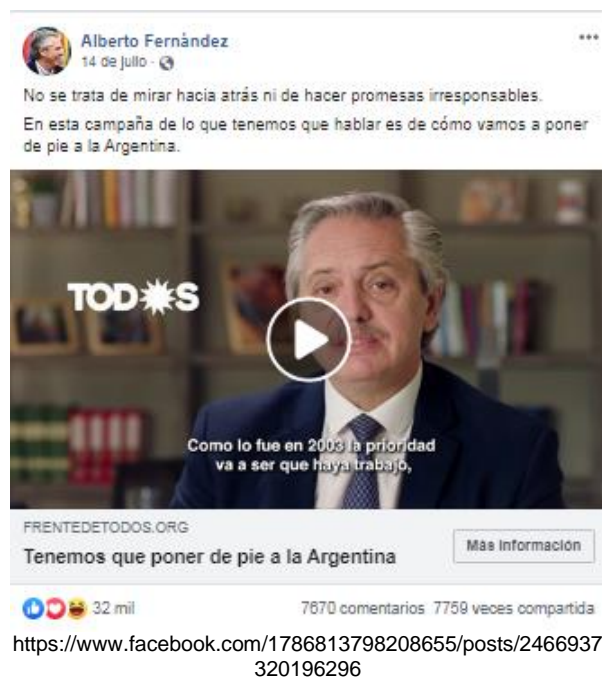 Alberto Fernández
14 de julio ·
No se trata de mirar hacia atrás ni de hacer promesas irresponsables.
En esta campaña de lo que tenemos que hablar es de cómo vamos a poner
de pie a la Argentina.
TODOS
Como lo fue en 2003 la prioridad
va a ser que haya trabajo,
FRENTEDETODOS.ORG
Tenemos que poner de pie a la Argentina
Más información
32 mil
7670 comentarios 7759 veces compartida
https://www.facebook.com/1786813798208655/posts/2466937
320196296